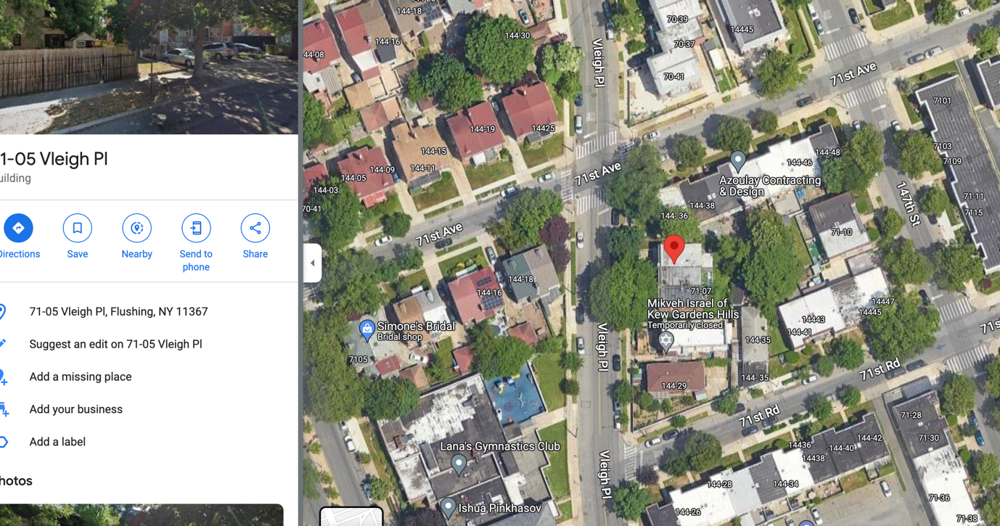 1-05 Vleigh Pl
uilding
Directions
Save
Nearby
Send to
phone
Share
71-05 Vleigh Pl, Flushing, NY 11367
Suggest an edit on 71-05 Vleigh Pl
Add a missing place
Add your business
Add a label
hotos
144-18
144-16
144-30
44-08
Vleigh Pl
70-39
14445
70-37
70-41
71st Ave
7101
144-19
14425
144-15
144-48
7103
144-46
7109
144-11
144-09
144-05
71st Ave
Azoulay Contracting
& Design
144-03
71-11
70-41
144-38
144-36
147th St
7115
71st Ave
71-10
144-18
144-16
71-07
Mikveh Israel of
Kew Gardens Hills
Temporarily closed
14447
14445
14443
144-41
71s
Simone's Bridal
Bridal shop
Vleigh Pl
144-35
7105
71st Rd
144-35
144-29
71st Rd
71-28
Lana's Gymnastics Club
71-30
144-42
14436
144-40
14438
Vleigh Pl
144-28
144-34
71-36
Ishua Pinkhasov
144-26
71-38